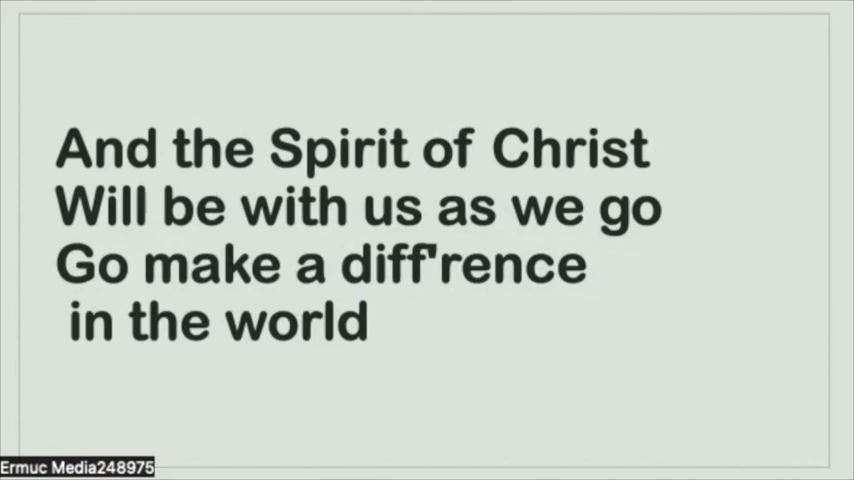 And the Spirit of Christ
Will be with us as we go
Go make a diff'rence
in the world
Ermuc Media248975